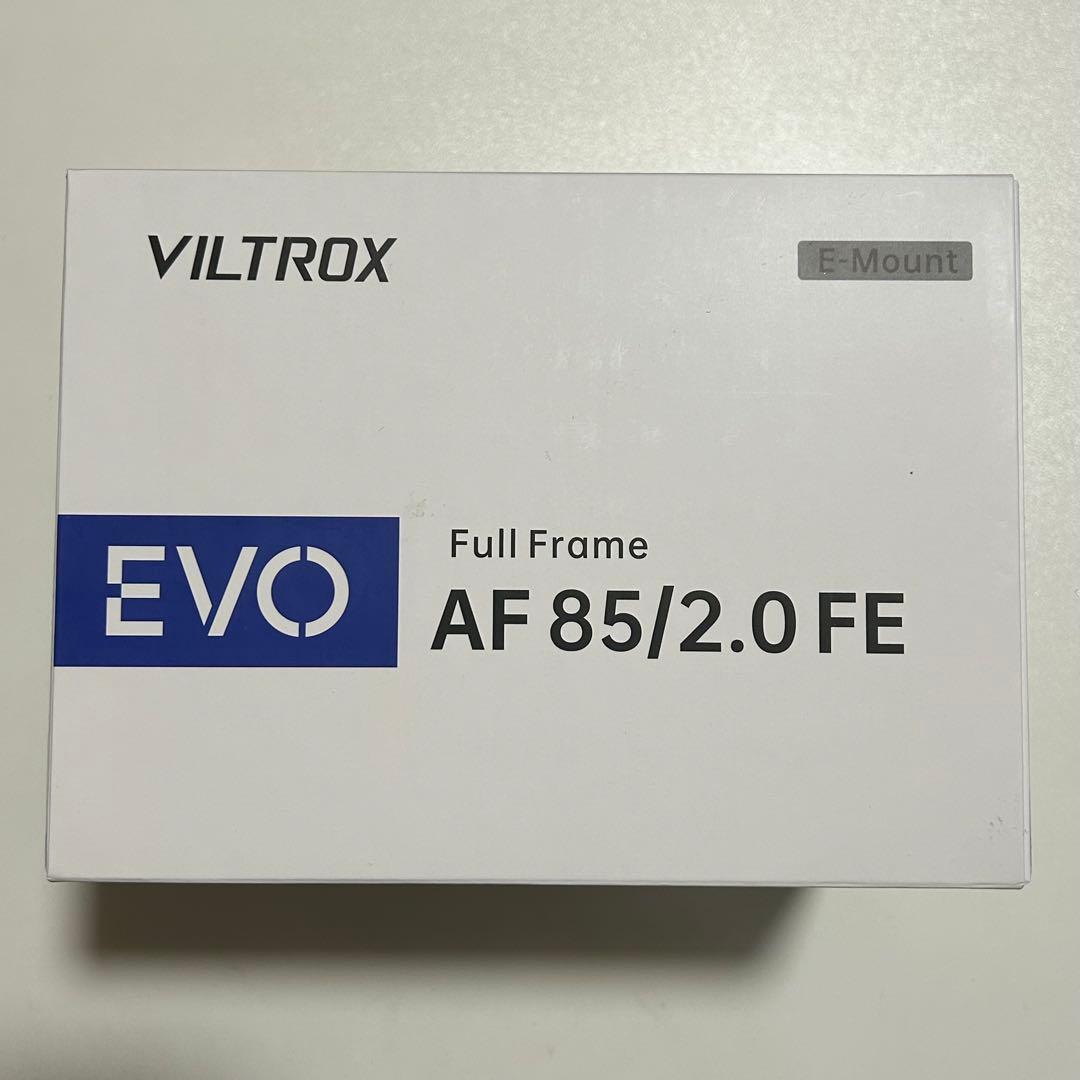 VILTROX
E-Mount
EVO
Full Frame
AF 85/2.0 FE